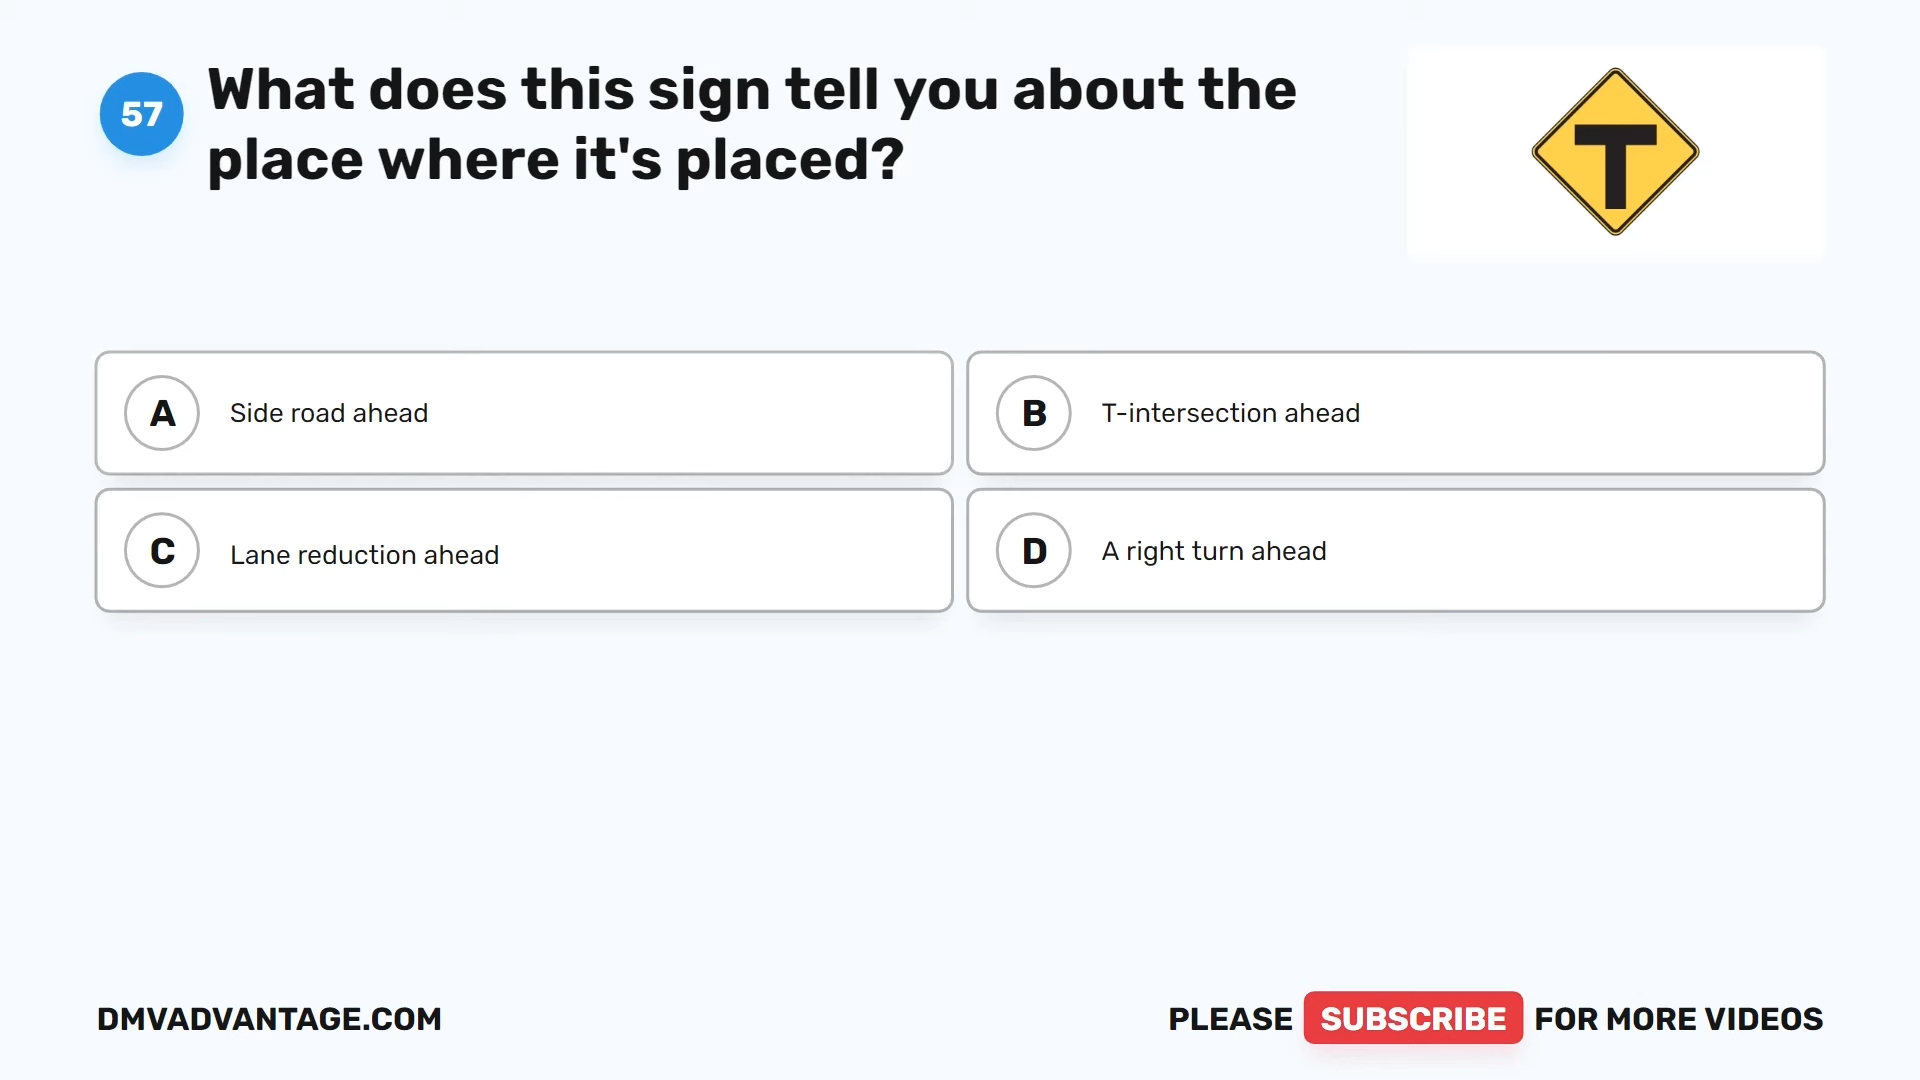 57
What does this sign tell you about the
place where it's placed?
T
A
Side road ahead
B
T-intersection ahead
C
Lane reduction ahead
D
A right turn ahead
DMVADVANTAGE.COM
PLEASE SUBSCRIBE FOR MORE VIDEOS